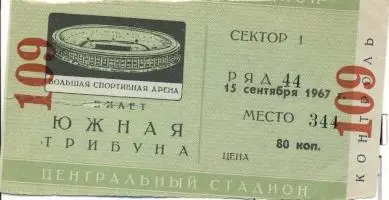 109
БОЛЬШАЯ СПОРТИВНАЯ АРЕНА
БИЛЕТ
ЮЖНАЯ
ТРИБУНА
СЕКТОР 1
РЯД 44
15 сентября 1967 г.
МЕСТО 344
ЦЕНА 80 коп.
109
КОНТРОЛЬ
ЦЕНТРАЛЬНЫЙ СТАДИОН